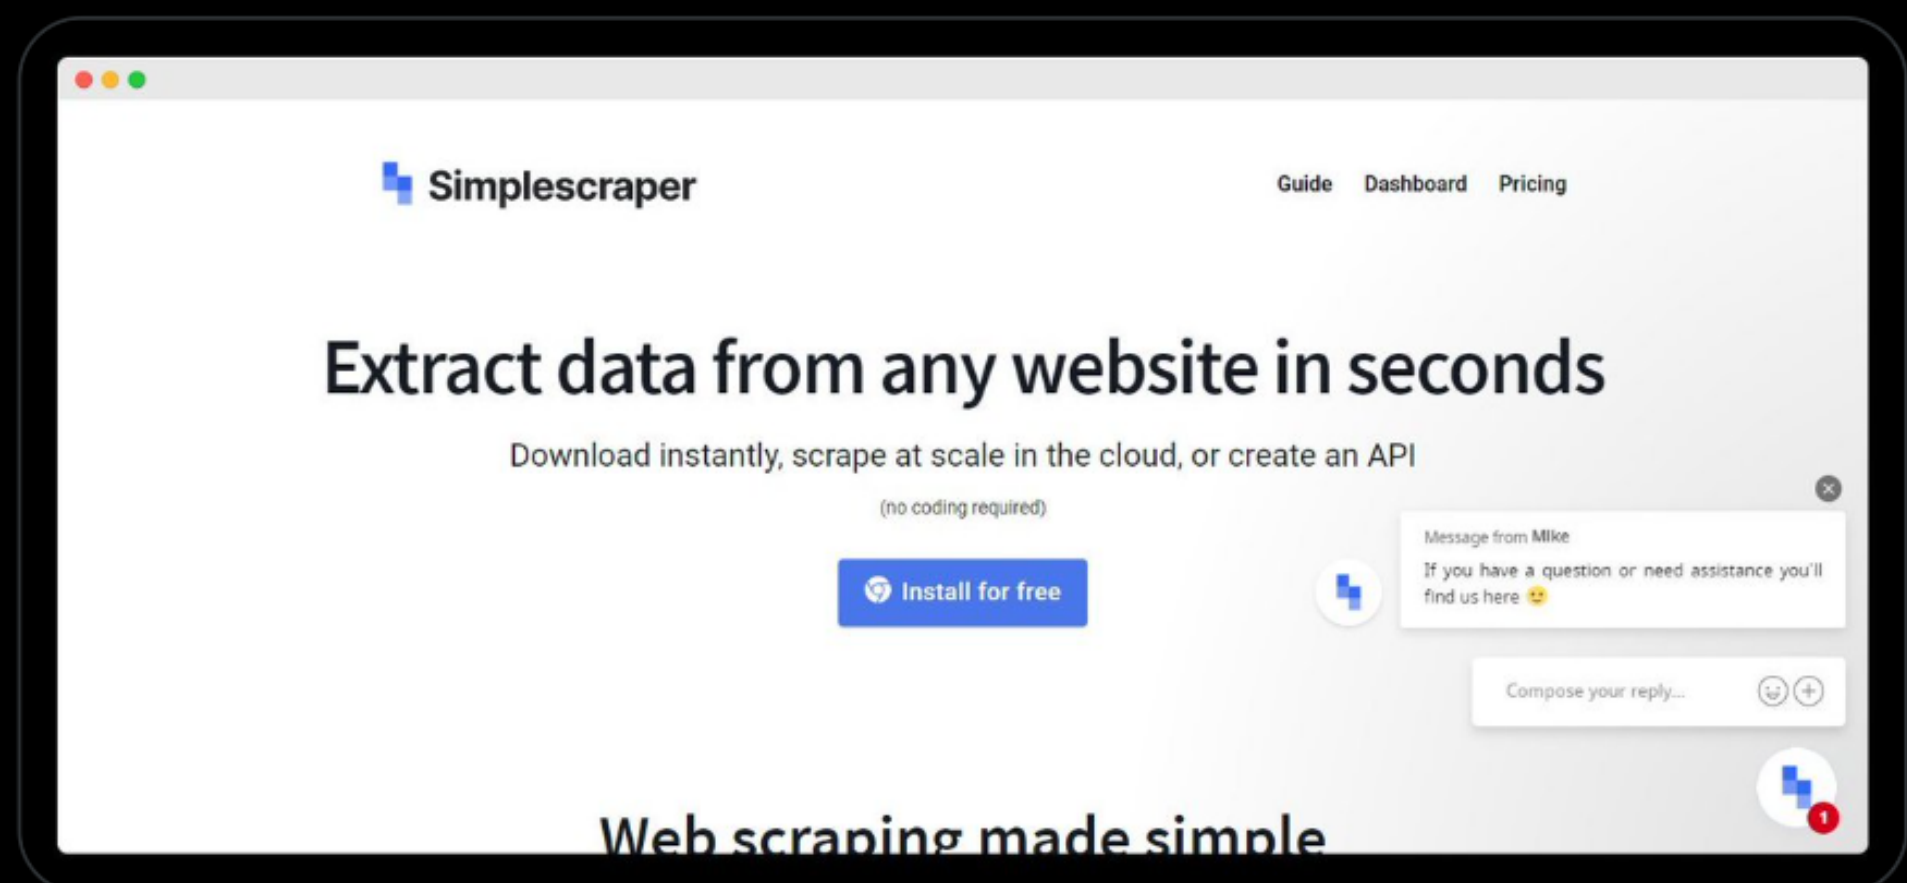 Simplescraper
Guide Dashboard Pricing
Extract data from any website in seconds
Download instantly, scrape at scale in the cloud, or create an API
(no coding required)
Install for free
Message from Mike
If you have a question or need assistance you'll
find us here
Compose your reply...
1
Web scraping made simple